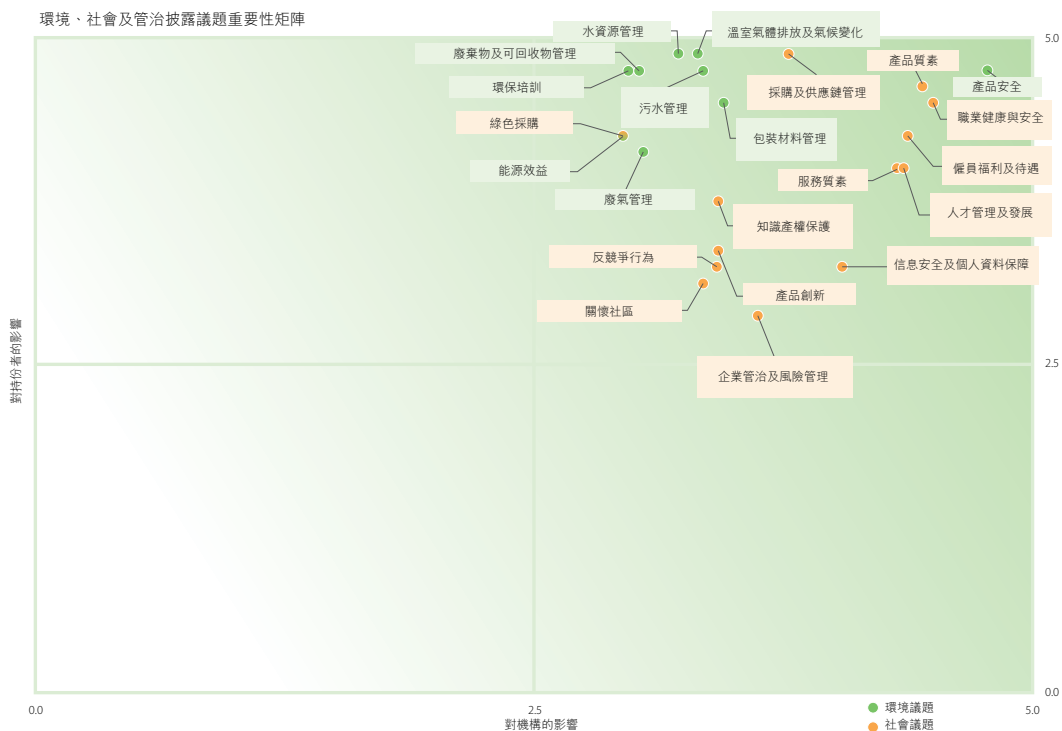 環境、社會及管治披露議題重要性矩陣
水資源管理
溫室氣體排放及氣候變化
廢棄物及可回收物管理
產品質素
環保培訓
採購及供應鏈管理
產品安全
污水管理
職業健康與安全
綠色採購
包裝材料管理
能源效益
僱員福利及待遇
服務質素
廢氣管理
人才管理及發展
知識產權保護
反競爭行為
信息安全及個人資料保障
產品創新
關懷社區
企業管治及風險管理
對持份者的影響
5.0
2.5
0.0
0.0
2.5
5.0
對機構的影響
環境議題
社會議題